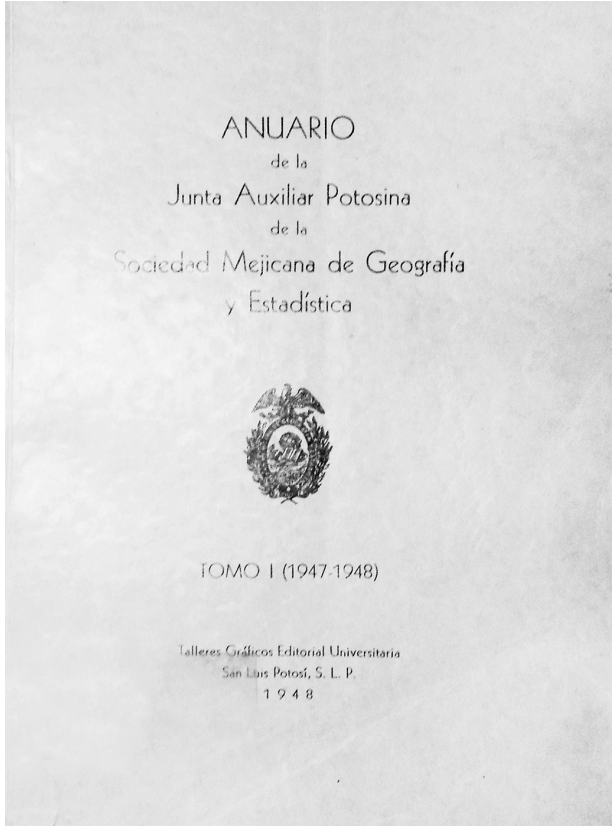 ANUARIO
de la
Junta Auxiliar Potosina
de la
Sociedad Mejicana de Geografía
y Estadística
TOMO I (1947-1948)
Talleres Gráficos Editorial Universitaria
San Luis Potosí, S. L. P.
1948